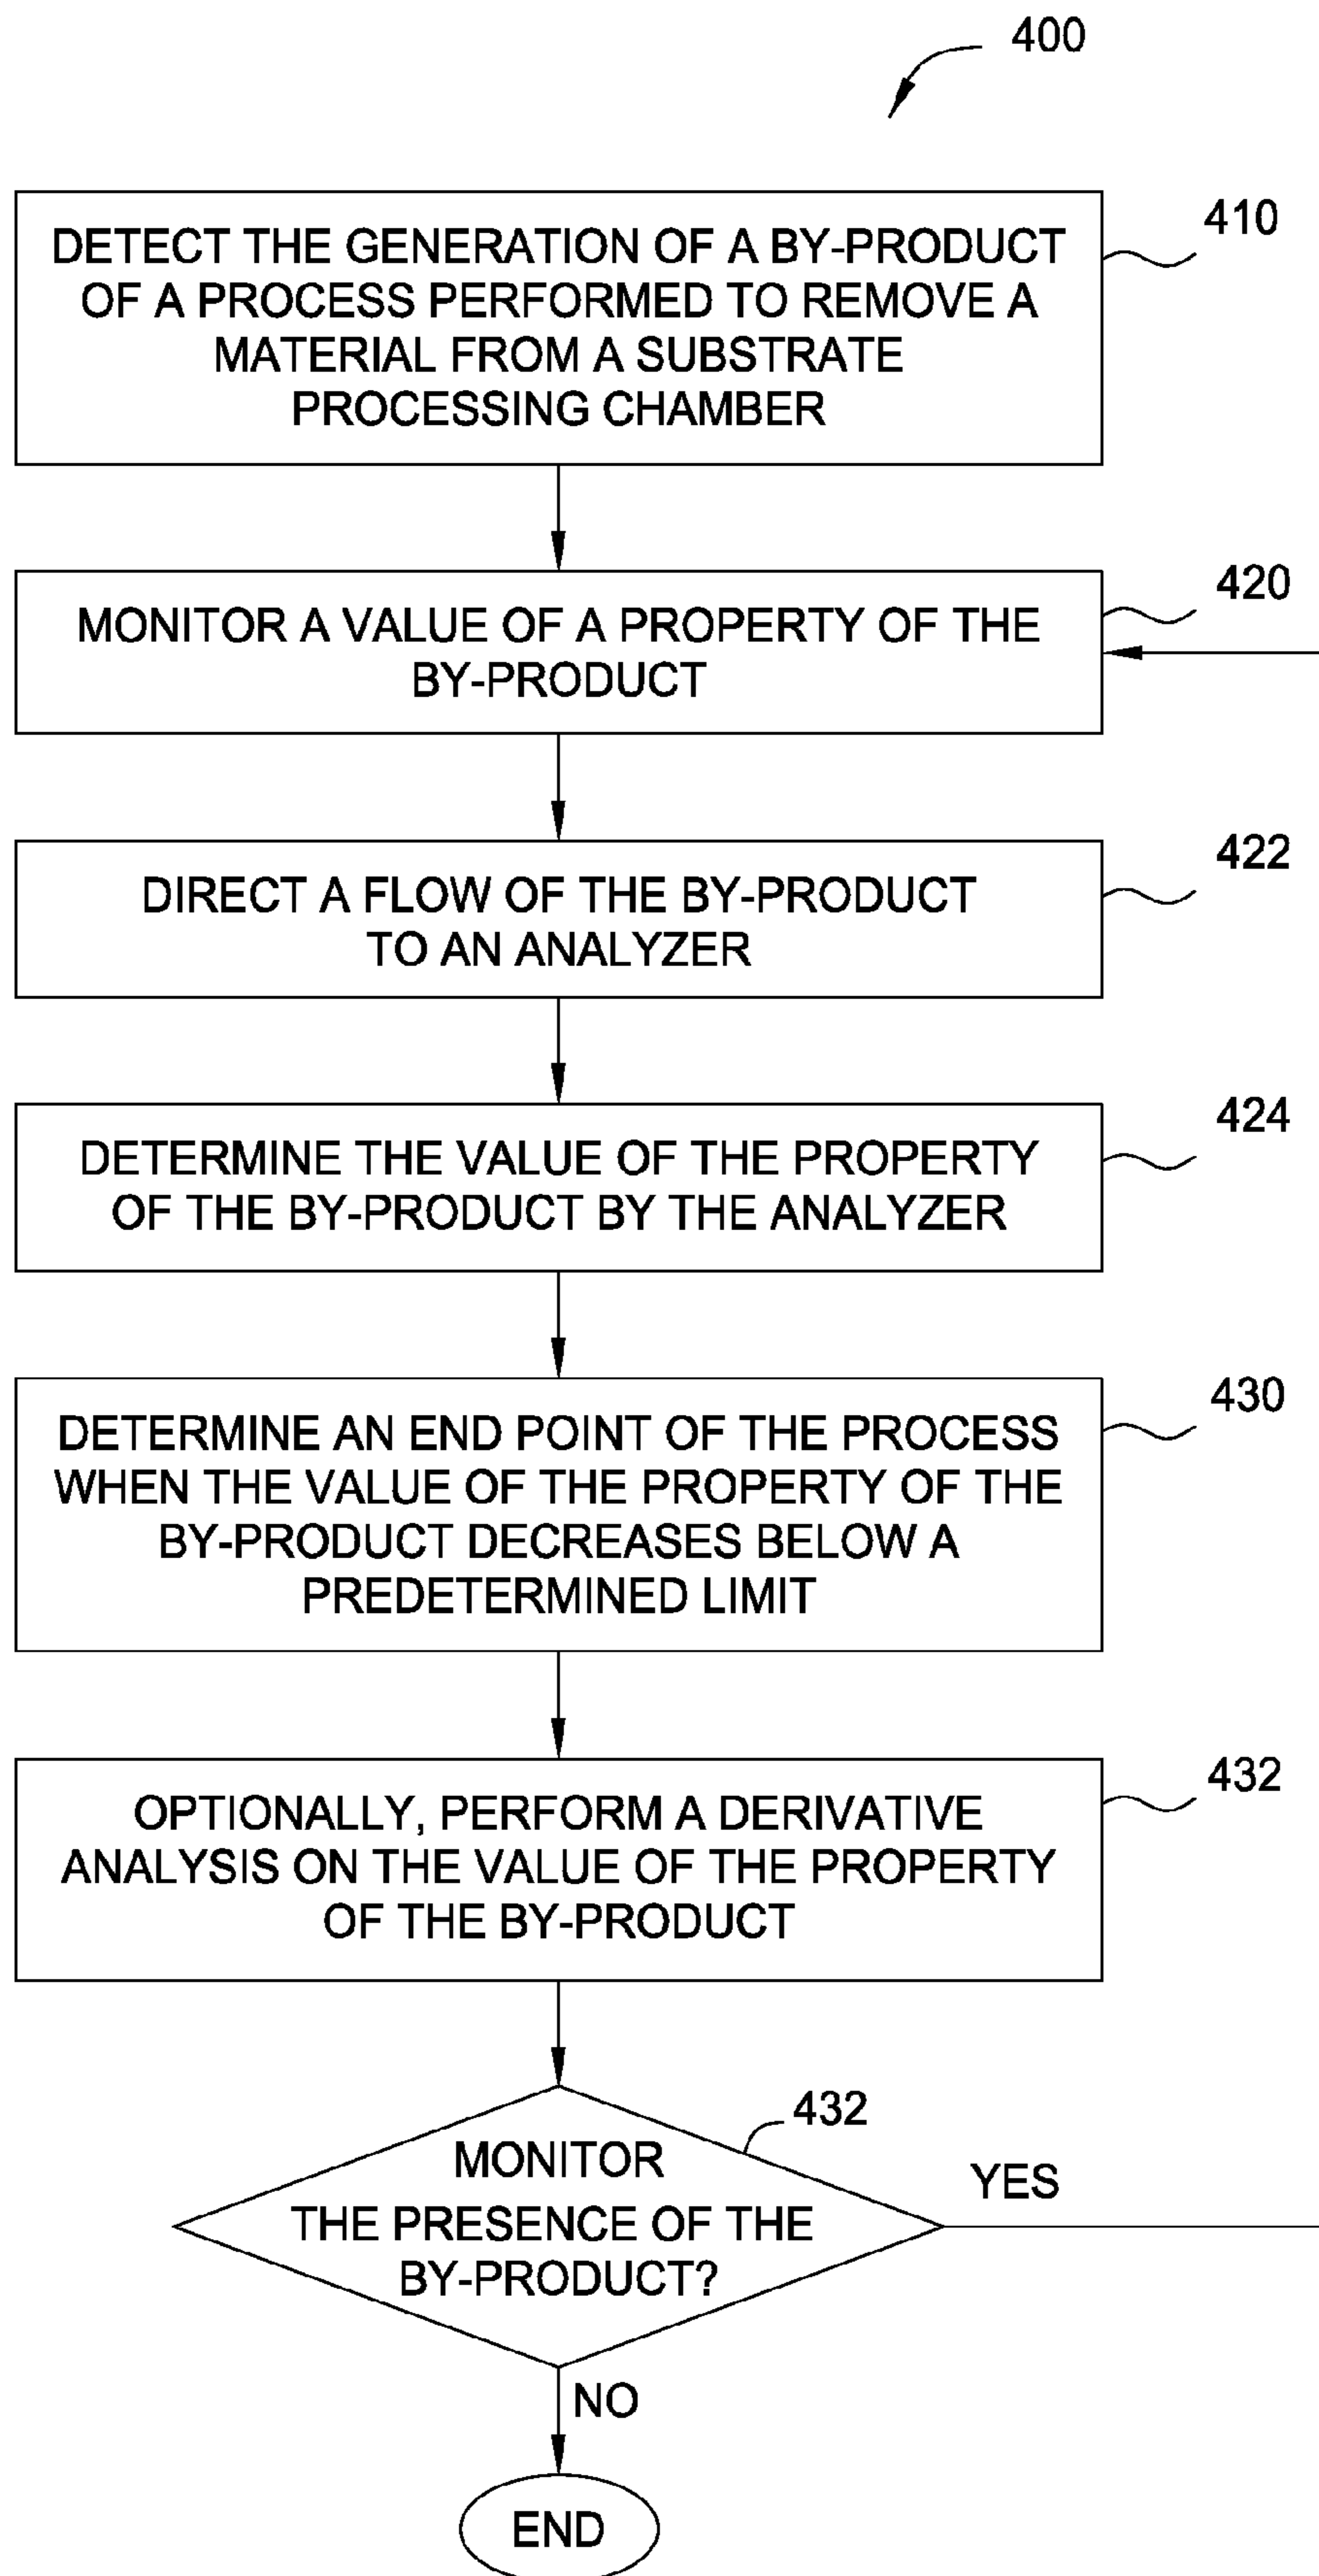 400
DETECT THE GENERATION OF A BY-PRODUCT
OF A PROCESS PERFORMED TO REMOVE A
MATERIAL FROM A SUBSTRATE
PROCESSING CHAMBER
410
MONITOR A VALUE OF A PROPERTY OF THE
BY-PRODUCT
420
DIRECT A FLOW OF THE BY-PRODUCT
TO AN ANALYZER
422
DETERMINE THE VALUE OF THE PROPERTY
OF THE BY-PRODUCT BY THE ANALYZER
424
DETERMINE AN END POINT OF THE PROCESS
WHEN THE VALUE OF THE PROPERTY OF THE
BY-PRODUCT DECREASES BELOW A
PREDETERMINED LIMIT
430
OPTIONALLY, PERFORM A DERIVATIVE
ANALYSIS ON THE VALUE OF THE PROPERTY
OF THE BY-PRODUCT
432
MONITOR
THE PRESENCE OF THE
BY-PRODUCT?
432
YES
NO
END